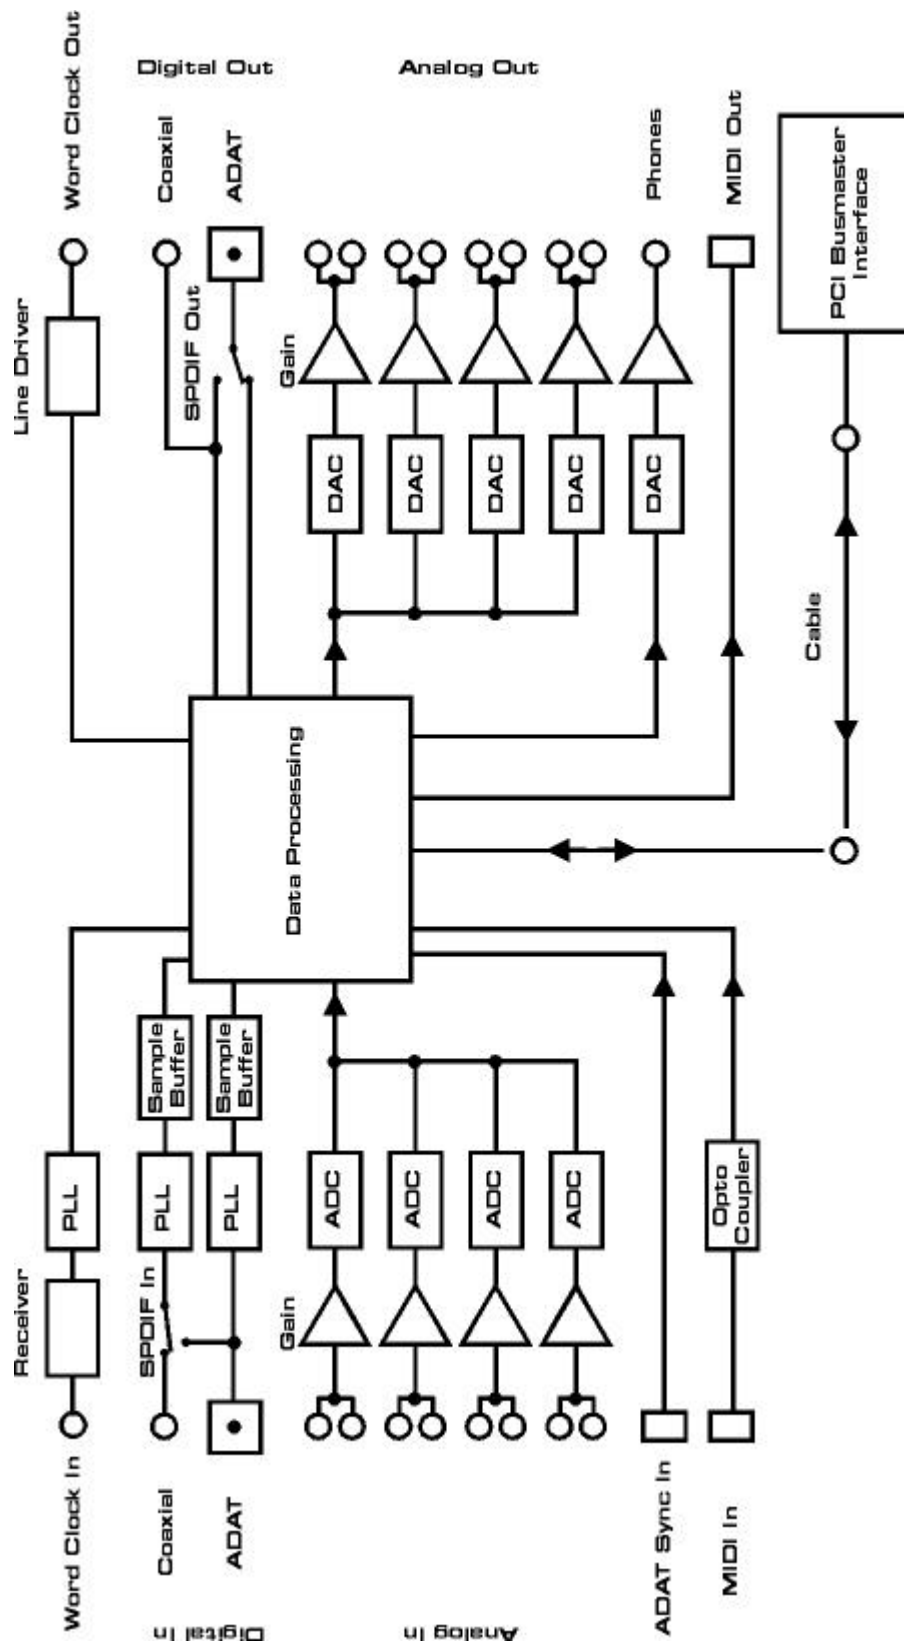 Word Clock Out
Digital Out
Analog Out
Coaxial
ADAT
Phones
MIDI Out
PCI Busmaster
Interface
Line Driver
SPDIF Out
Gain
DAC
DAC
DAC
DAC
DAC
Cable
Data Processing
Sample
Buffer
Sample
Buffer
PLL
PLL
PLL
ADC
ADC
ADC
ADC
Opto
Coupler
Receiver
SPDIF In
Gain
Word Clock In
Coaxial
ADAT
ADAT Sync In
MIDI In
Digital In
Analog In